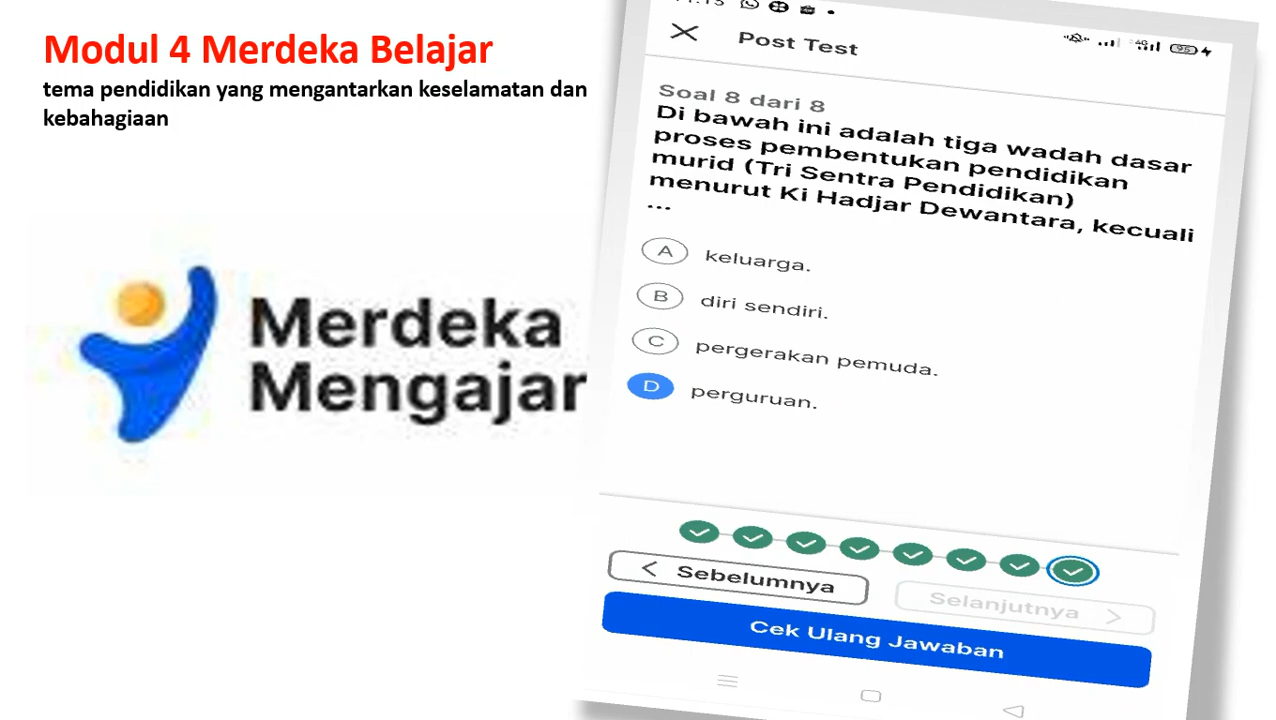 Modul 4 Merdeka Belajar
tema pendidikan yang mengantarkan keselamatan dan
kebahagiaan
Merdeka
Mengajar
Post Test
Soal 8 dari 8
Di bawah ini adalah tiga wadah dasar
proses pembentukan pendidikan
murid (Tri Sentra Pendidikan)
menurut Ki Hadjar Dewantara, kecuali
...
A keluarga.
B diri sendiri.
C pergerakan pemuda.
D perguruan.
Sebelumnya
Selanjutnya
Cek Ulang Jawaban